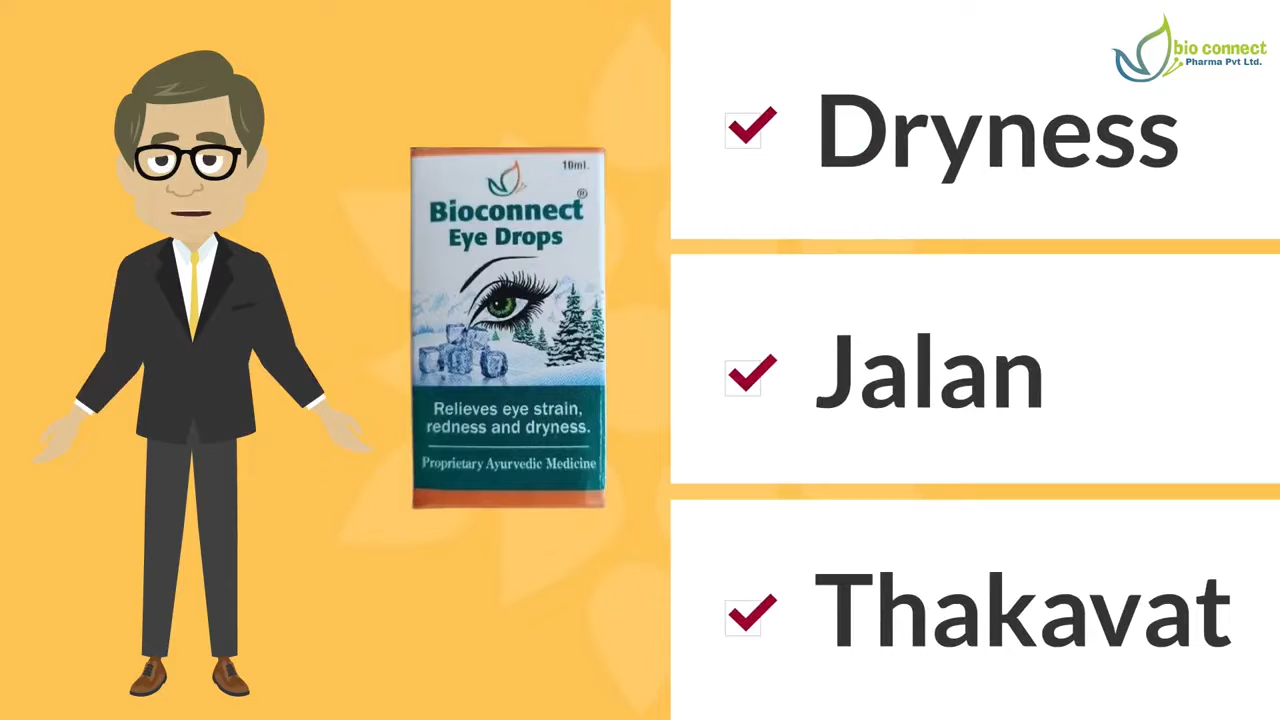 bio connect
Pharma Pvt Ltd.
Dryness
Jalan
Thakavat
10ml.
Bioconnect®
Eye Drops
Relieves eye strain,
redness and dryness.
Proprietary Ayurvedic Medicine